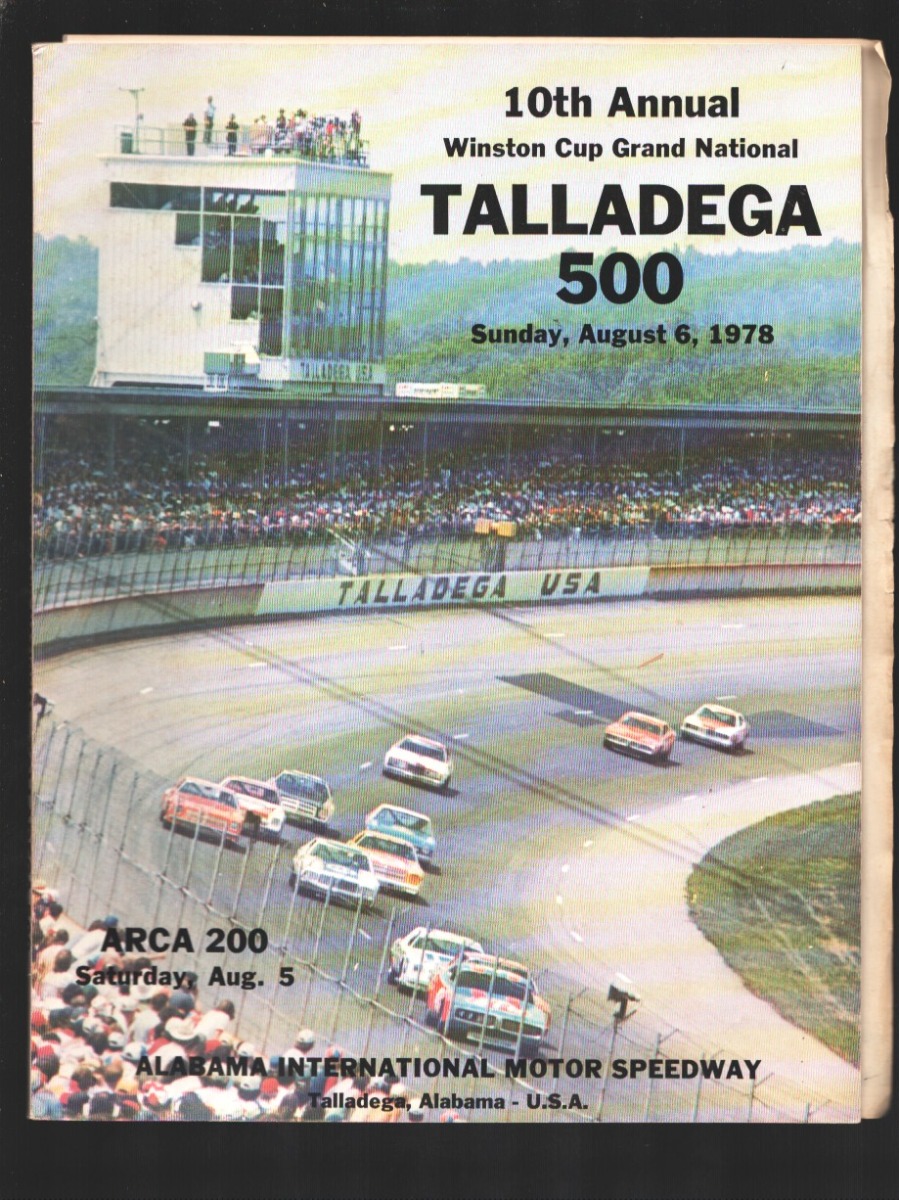 10th Annual
Winston Cup Grand National
TALLADEGA
500
Sunday, August 6, 1978
TALLADEGA USA
TALLADEGA USA
ARCA 200
Saturday, Aug. 5
ALABAMA INTERNATIONAL MOTOR SPEEDWAY
Talladega, Alabama - U.S.A.